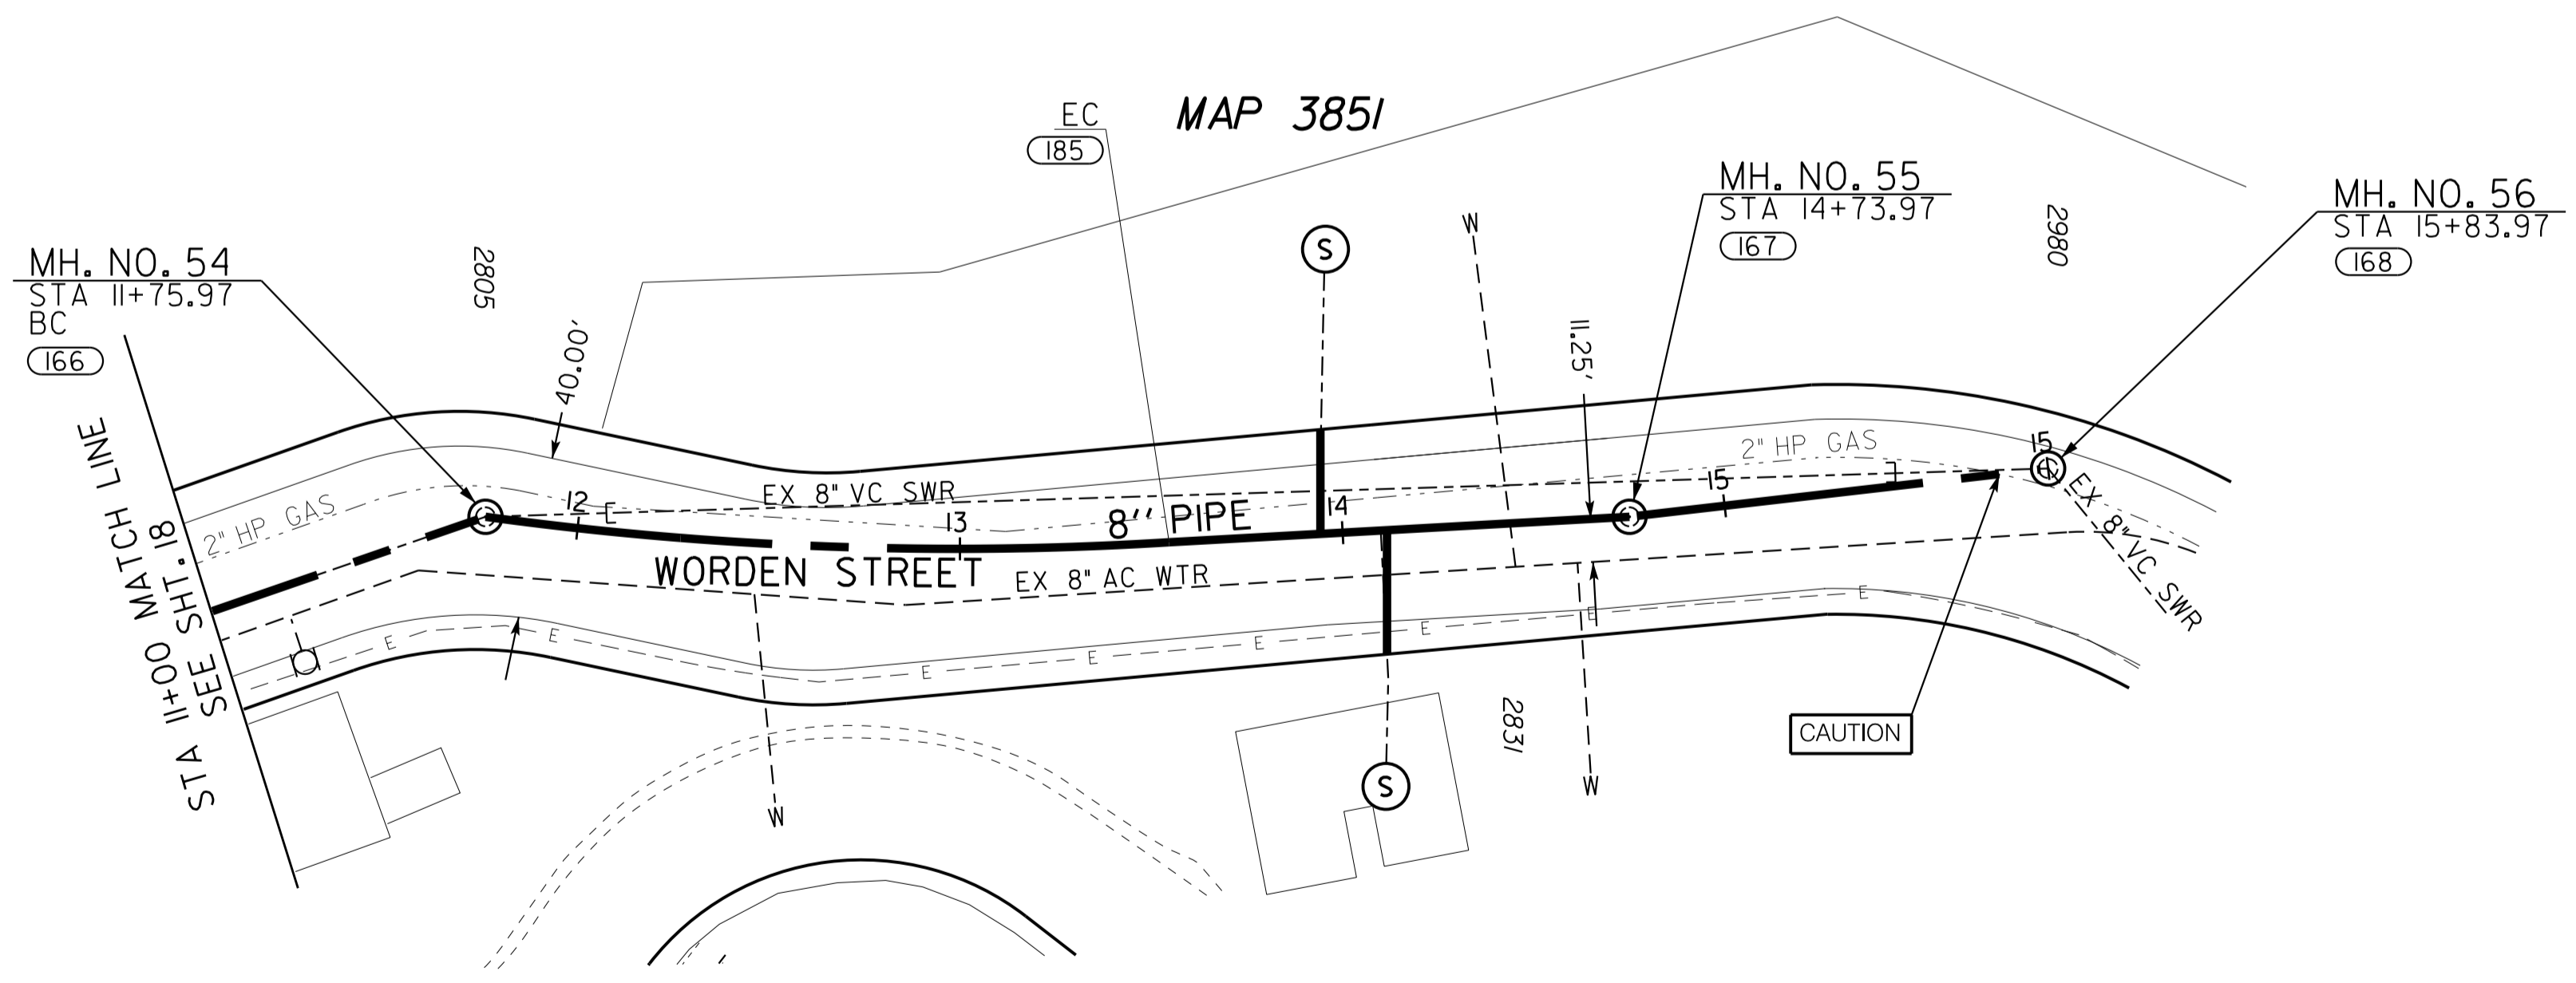 MAP 3851
EC
185
MH. NO. 55
STA 14+73.97
167
MH. NO. 56
STA 15+83.97
168
MH. NO. 54
STA 11+75.97
BC
166
2805
2980
40.00'
11.25'
S
W
STA 11+00 MATCH LINE
SEE SHT. 18
2" HP GAS
12
E
EX 8" VC SWR
13
8'' PIPE
14
15
2" HP GAS
15
EX 8" VC SWR
WORDEN STREET
EX 8" AC WTR
E
E
E
E
E
E
E
E
W
S
2831
W
CAUTION